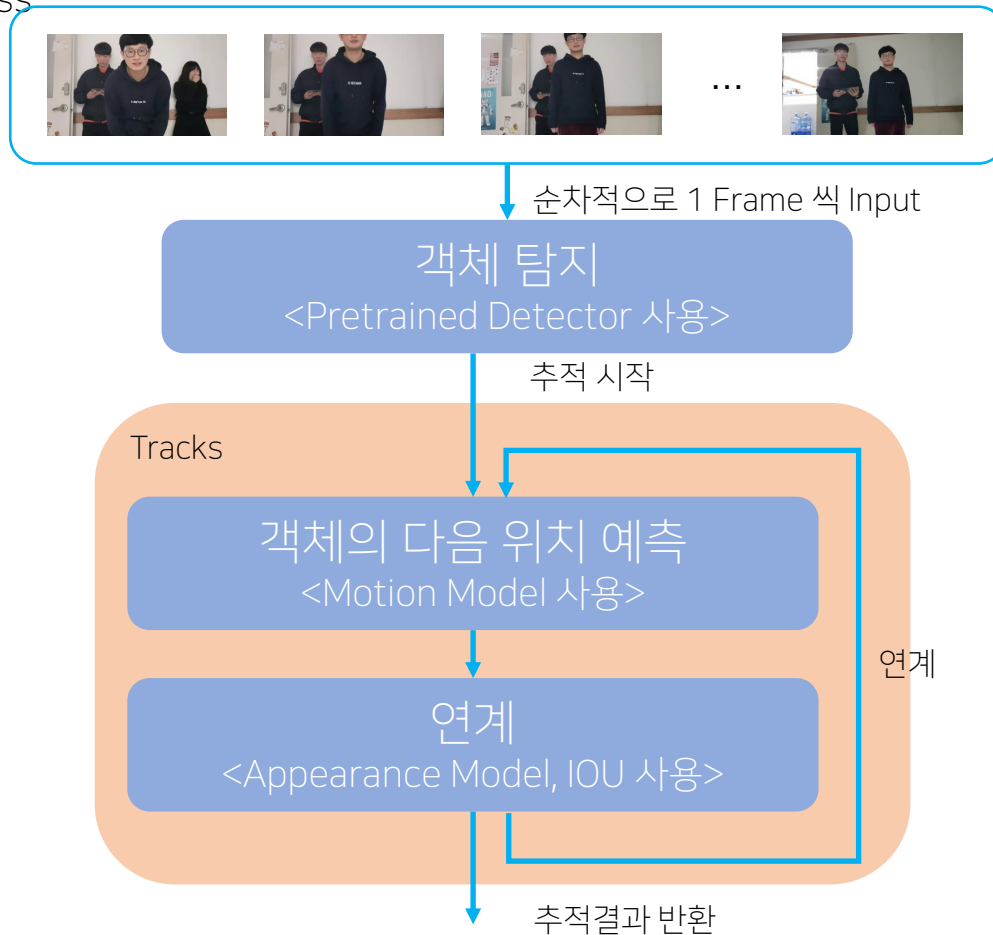 ss
...
순차적으로 1 Frame 씩 Input
객체 탐지
<Pretrained Detector 사용>
추적 시작
Tracks
객체의 다음 위치 예측
<Motion Model 사용>
연계
연계
<Appearance Model, IOU 사용>
추적결과 반환